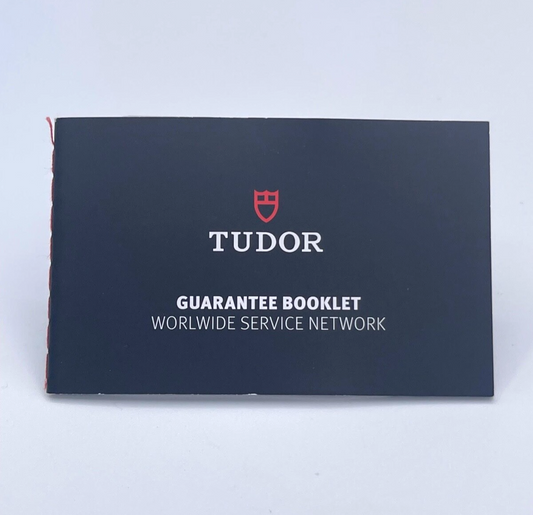 TUDOR
GUARANTEE BOOKLET
WORLWIDE SERVICE NETWORK